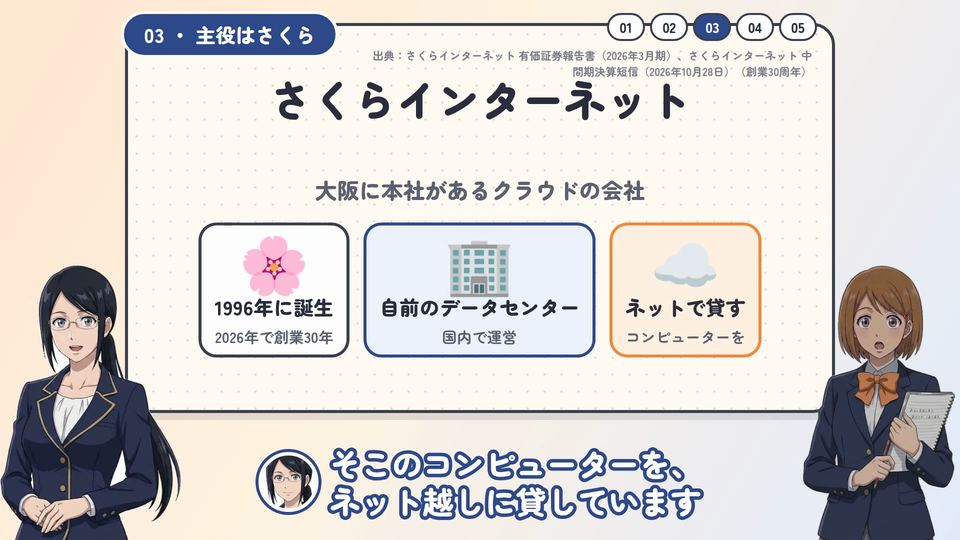 03 ・ 主役はさくら
01 02 03 04 05
出典：さくらインターネット 有価証券報告書（2026年3月期）、さくらインターネット 中
間期決算短信（2026年10月28日）（創業30周年）
さくらインターネット
大阪に本社があるクラウドの会社
1996年に誕生
2026年で創業30年
自前のデータセンター
国内で運営
ネットで貸す
コンピューターを
そこのコンピューターを、
ネット越しに貸しています